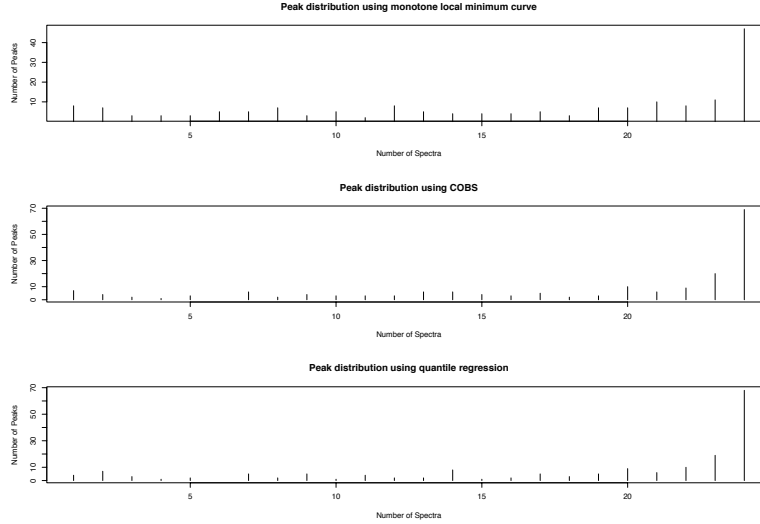 Peak distribution using monotone local minimum curve
Number of Peaks
10 20 30 40
5 10 15 20
Number of Spectra
Peak distribution using COBS
Number of Peaks
0 10 30 50 70
5 10 15 20
Number of Spectra
Peak distribution using quantile regression
Number of Peaks
0 10 30 50 70
5 10 15 20
Number of Spectra